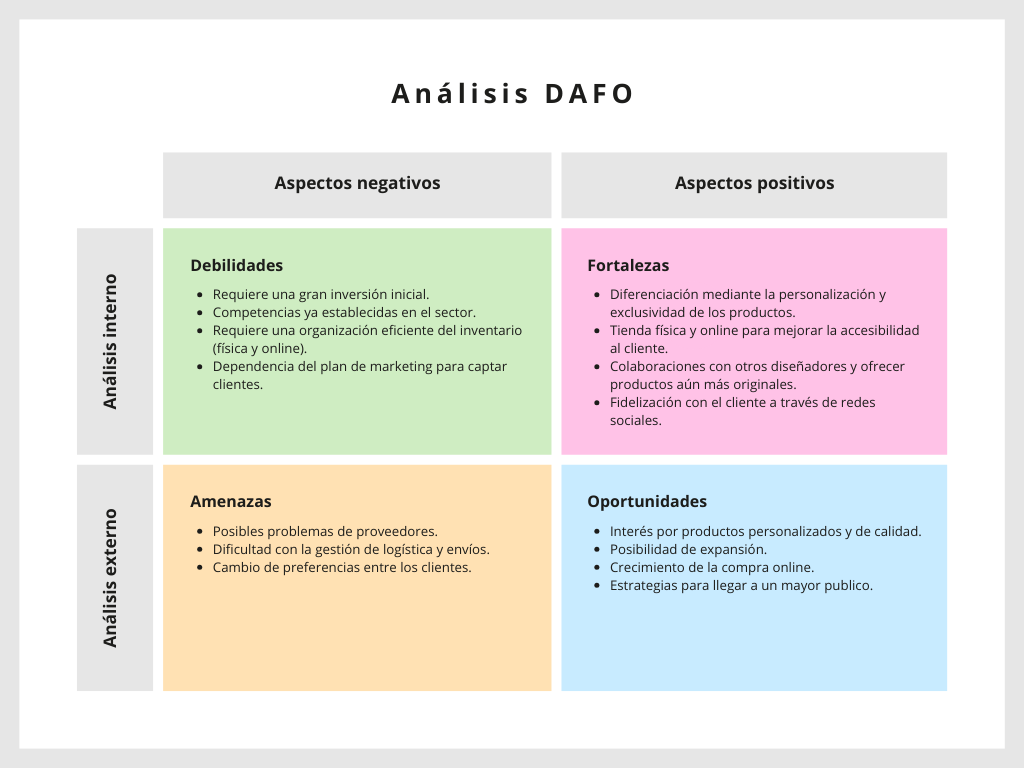 Análisis DAFO
Aspectos negativos
Aspectos positivos
Análisis interno
Debilidades
• Requiere una gran inversión inicial.
• Competencias ya establecidas en el sector.
• Requiere una organización eficiente del inventario
(física y online).
• Dependencia del plan de marketing para captar
clientes.
Fortalezas
• Diferenciación mediante la personalización y
exclusividad de los productos.
• Tienda física y online para mejorar la accesibilidad
al cliente.
• Colaboraciones con otros diseñadores y ofrecer
productos aún más originales.
• Fidelización con el cliente a través de redes
sociales.
Análisis externo
Amenazas
• Posibles problemas de proveedores.
• Dificultad con la gestión de logística y envíos.
• Cambio de preferencias entre los clientes.
Oportunidades
• Interés por productos personalizados y de calidad.
• Posibilidad de expansión.
• Crecimiento de la compra online.
• Estrategias para llegar a un mayor publico.